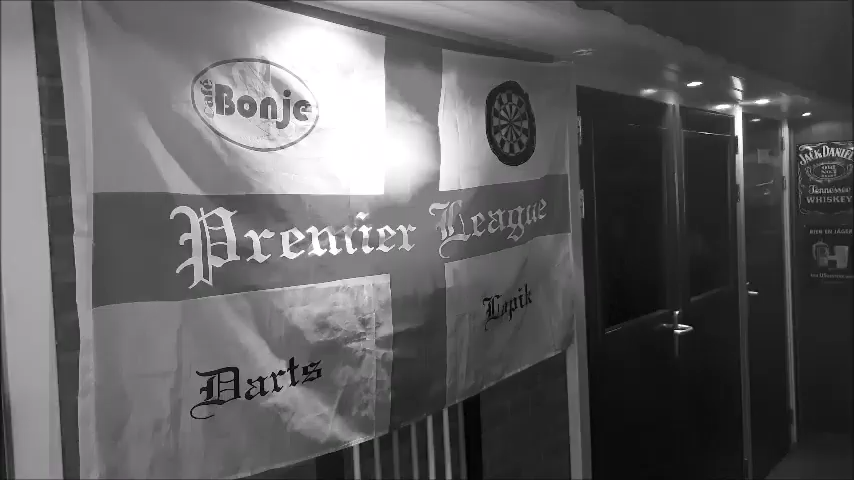 café
Bonje
Premier League
Darts
Lapik
JACK DANIEL
Tennessee
WHISKEY